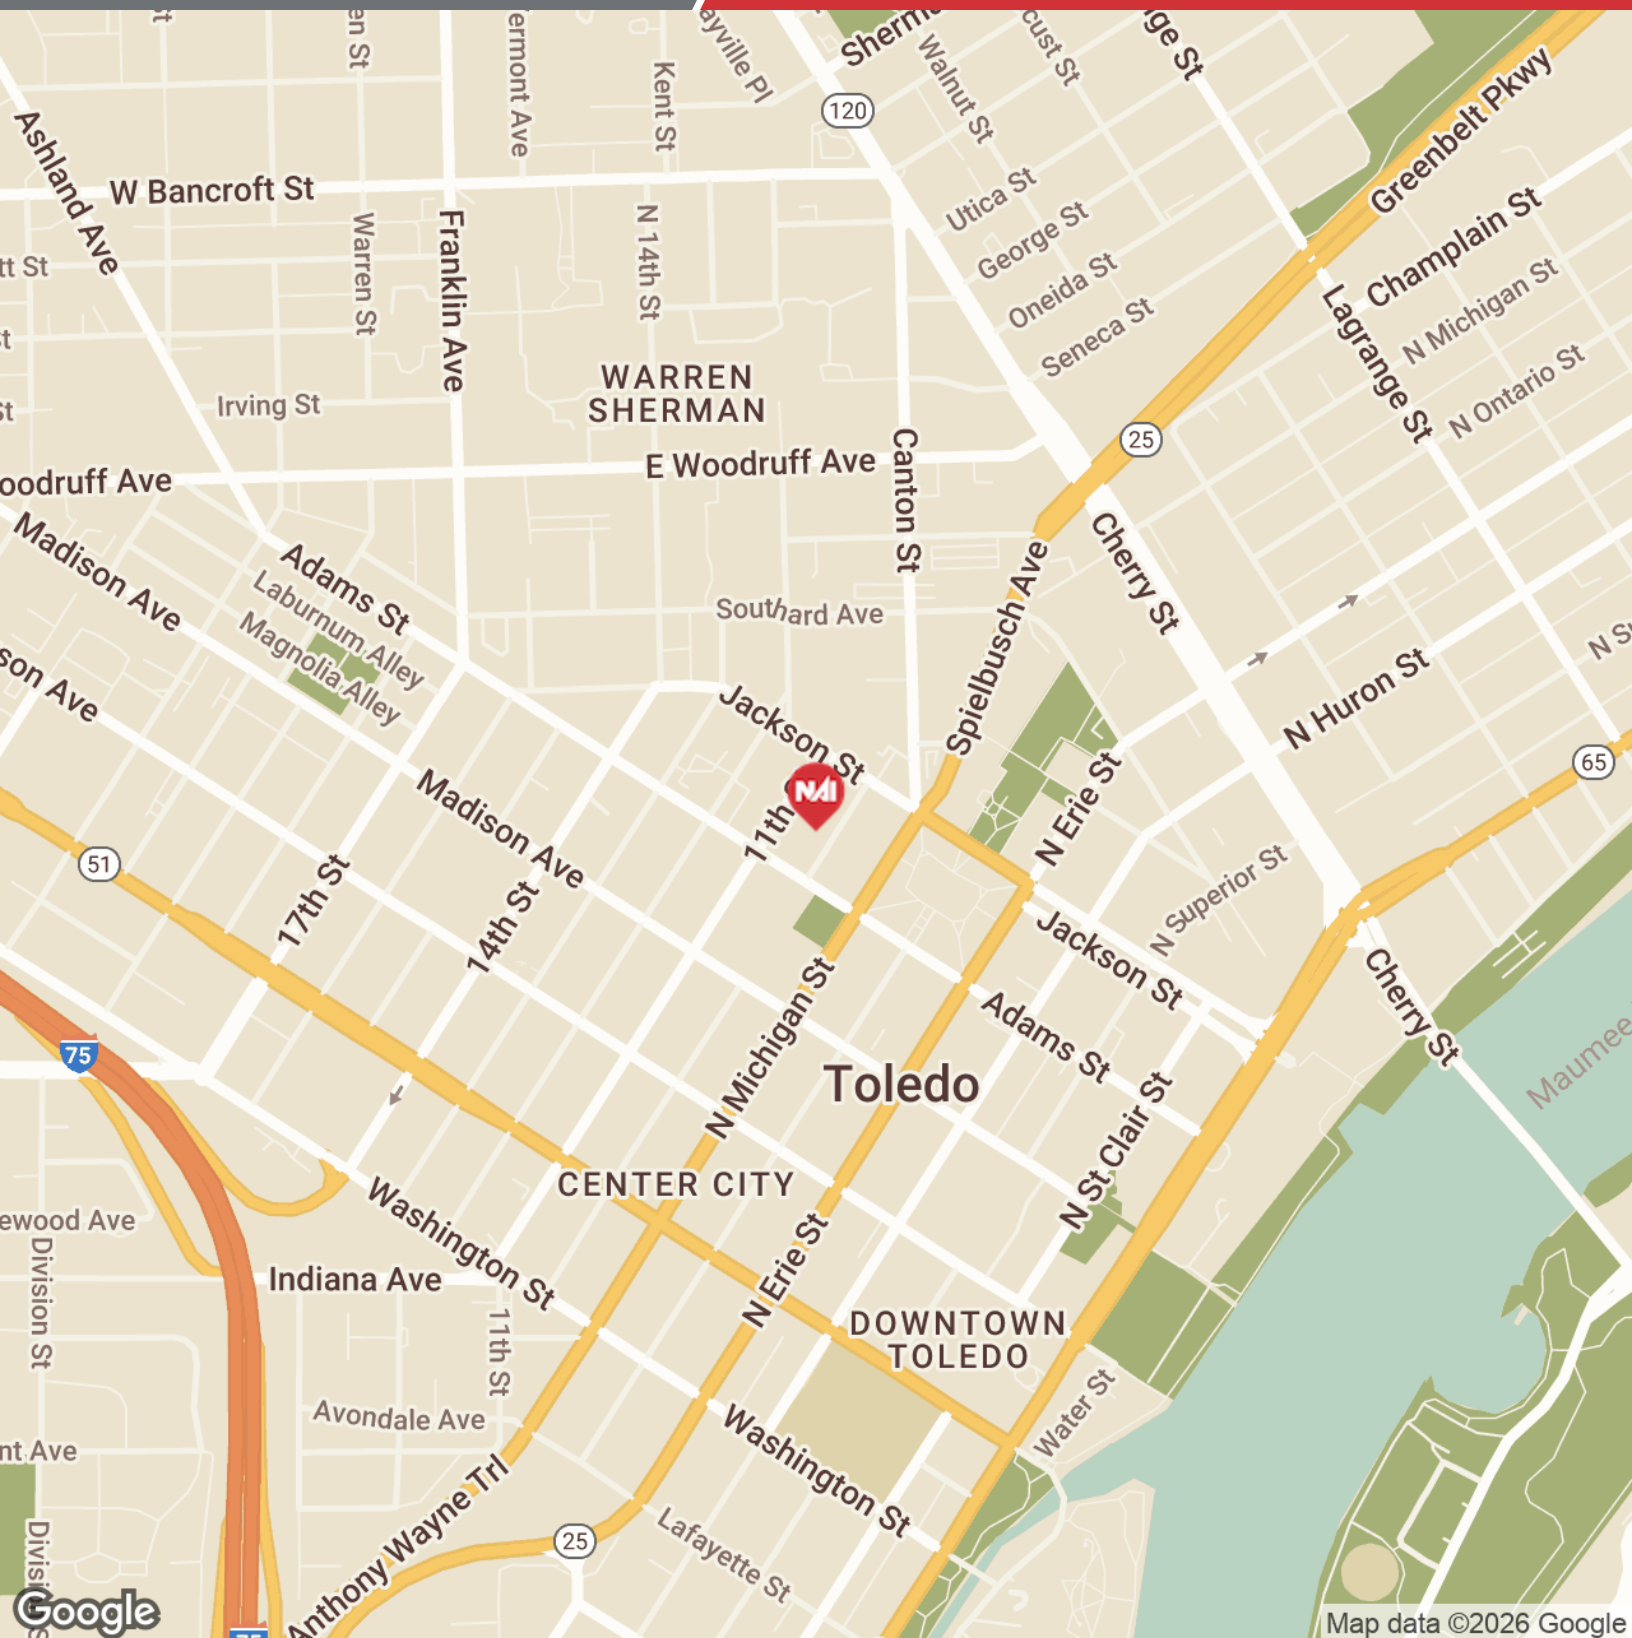 Sherm
Walnut St
cust St
ge St
en St
ermont Ave
Kent St
ayville Pl
120
Greenbelt Pkwy
Ashland Ave
W Bancroft St
Utica St
George St
Oneida St
Seneca St
Champlain St
N Michigan St
N Ontario St
Lagrange St
Warren St
Franklin Ave
N 14th St
tt St
WARREN
SHERMAN
Irving St
25
E Woodruff Ave
Canton St
oodruff Ave
Cherry St
Madison Ave
Adams St
Laburnum Alley
Magnolia Alley
Southard Ave
Spielbusch Ave
son Ave
Jackson St
N Huron St
65
NAI
11th
N Erie St
Madison Ave
51
17th St
14th St
N Superior St
Jackson St
Cherry St
Maumee
75
N Michigan St
Adams St
Toledo
N St Clair St
CENTER CITY
Washington St
ewood Ave
Division St
Indiana Ave
N Erie St
DOWNTOWN
TOLEDO
11th St
Water St
Avondale Ave
nt Ave
Washington St
Anthony Wayne Trl
25
Lafayette St
75
Google
Map data ©2026 Google